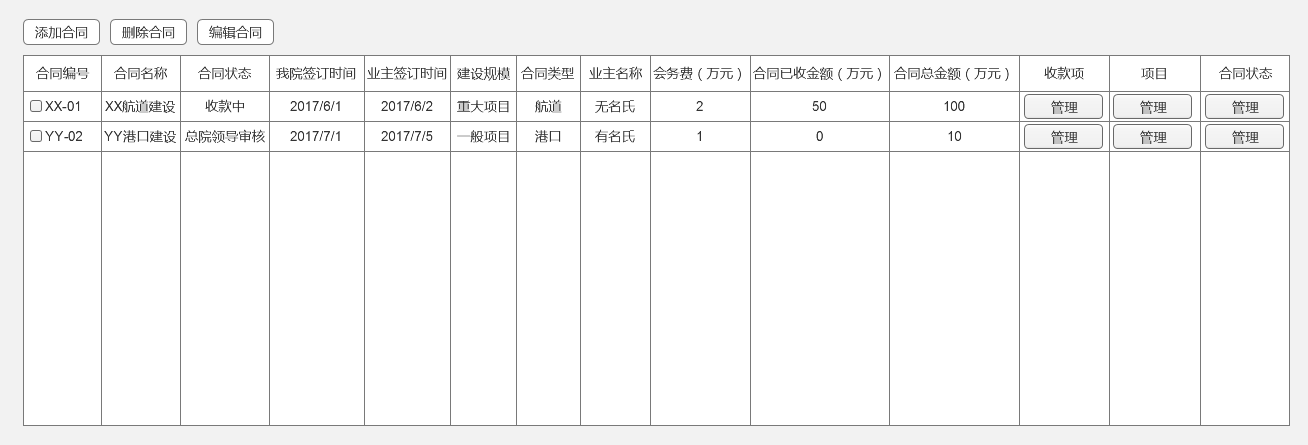 添加合同 删除合同 编辑合同
合同编号 合同名称 合同状态 我院签订时间 业主签订时间 建设规模 合同类型 业主名称 会务费（万元） 合同已收金额（万元） 合同总金额（万元） 收款项 项目 合同状态
XX-01 XX航道建设 收款中 2017/6/1 2017/6/2 重大项目 航道 无名氏 2 50 100 管理 管理 管理
YY-02 YY港口建设 总院领导审核 2017/7/1 2017/7/5 一般项目 港口 有名氏 1 0 10 管理 管理 管理